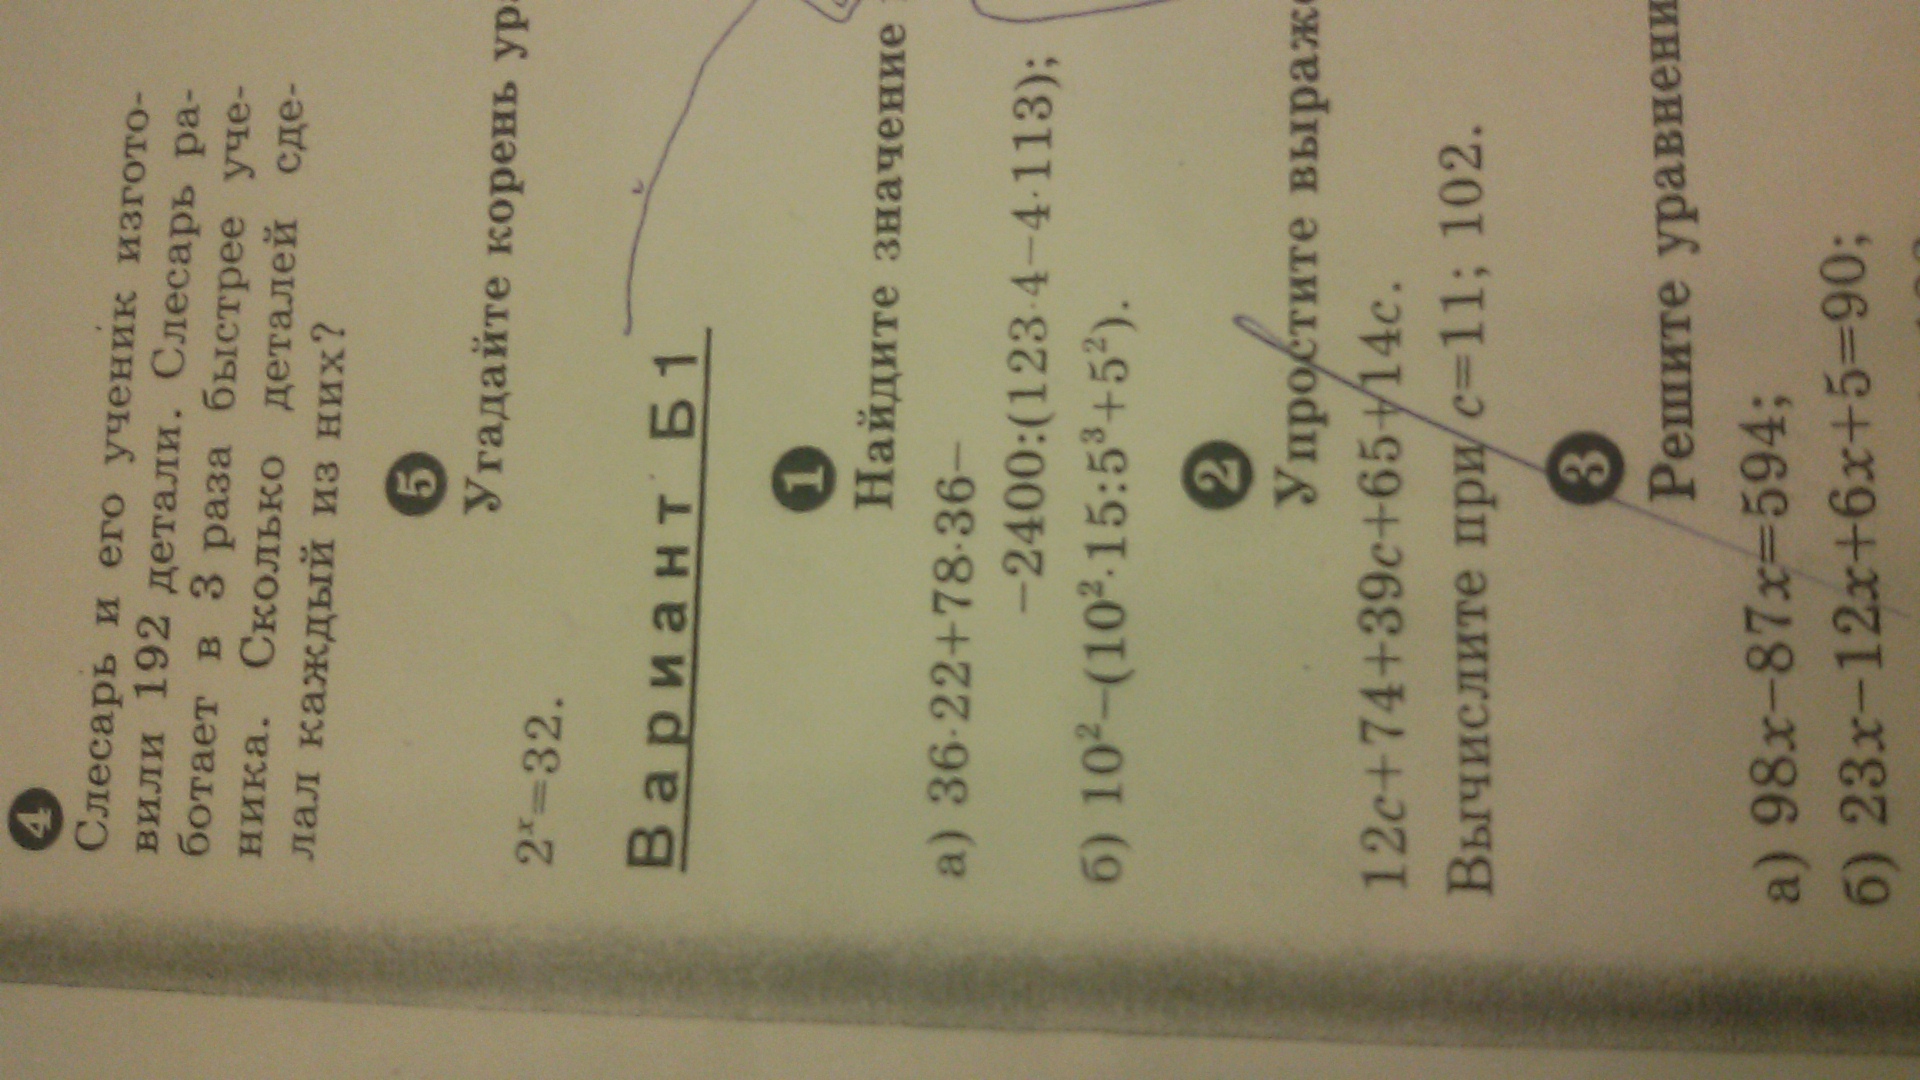 4
Слесарь и его ученик изгото-
вили 192 детали. Слесарь ра-
ботает в 3 раза быстрее уче-
ника. Сколько деталей сде-
лал каждый из них?
5
Угадайте корень
2ˣ=32.
Вариант Б1
1
Найдите значение
а) 36·22+78·36–
–2400:(123·4–4·113);
б) 10²–(10²·15:5³+5²).
2
Упростите
12c+74+39c+65+14c.
Вычислите при c=11; 102.
3
Решите
а) 98x–87x=594;
б) 23x–12x+6x+5=90;